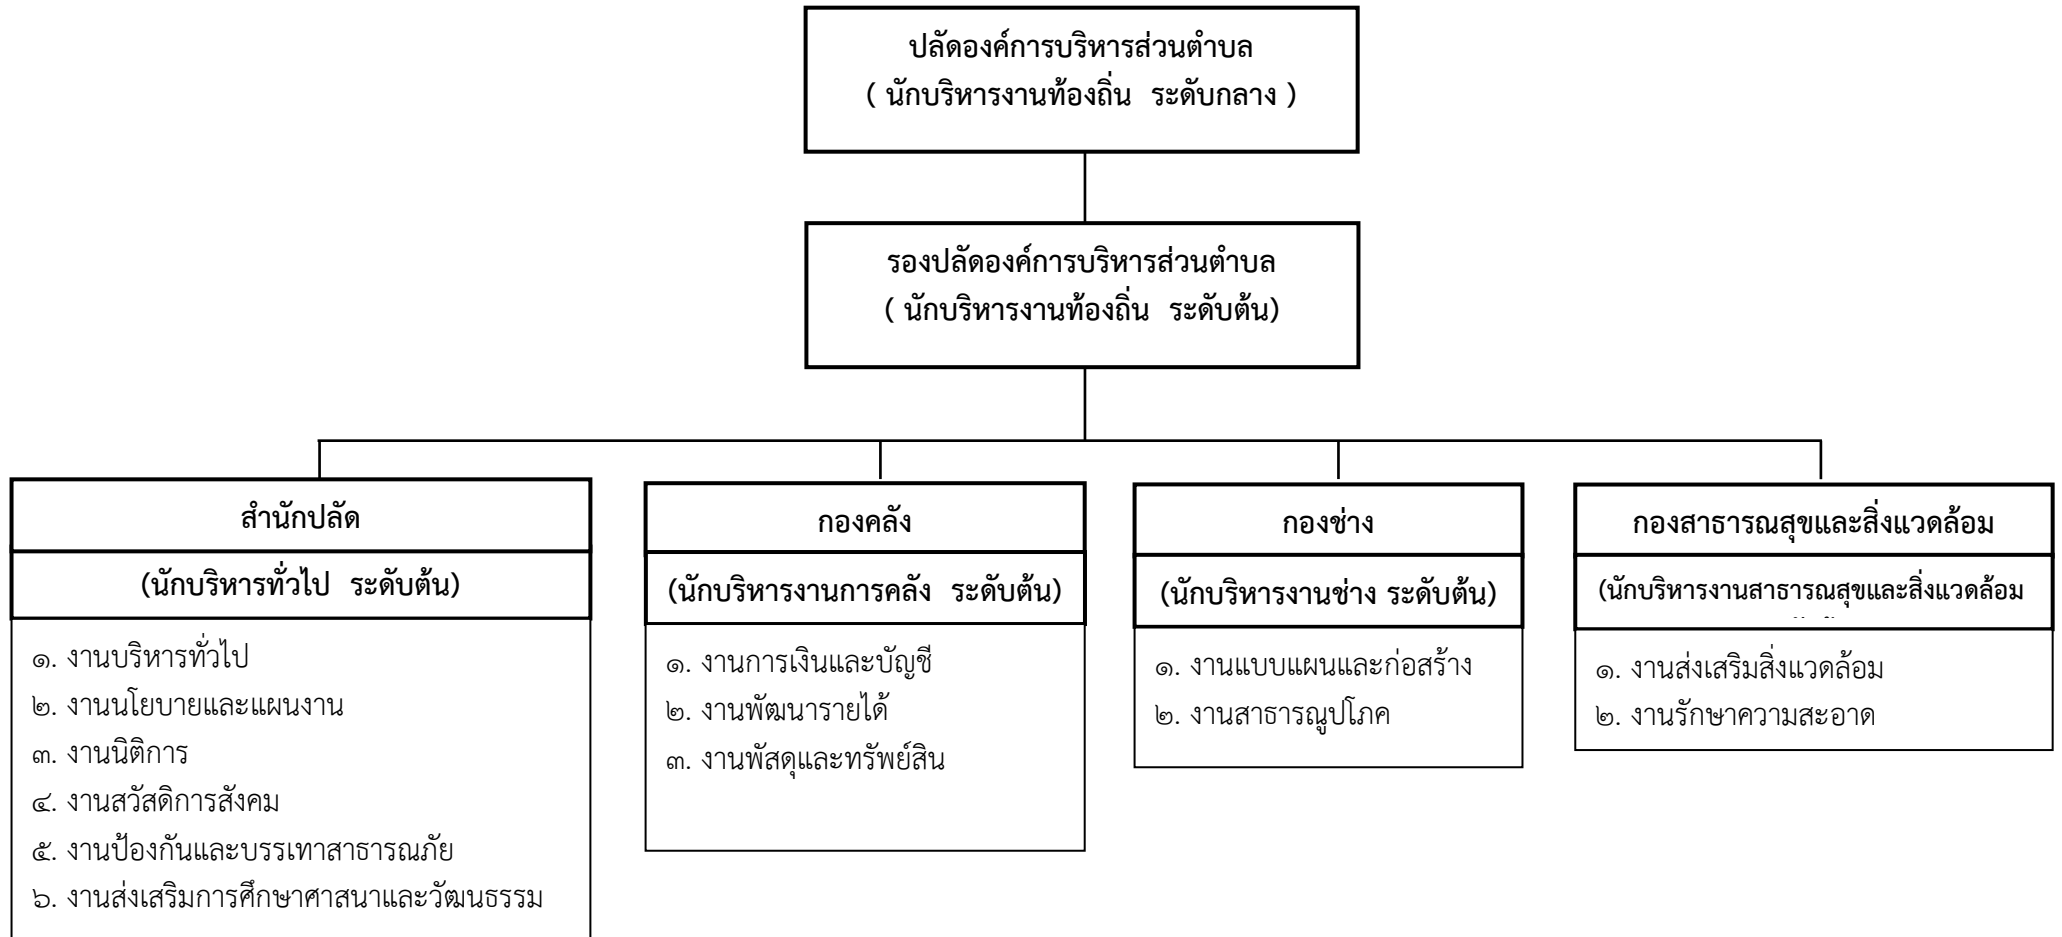 ปลัดองค์การบริหารส่วนตำบล
( นักบริหารงานท้องถิ่น ระดับกลาง )
รองปลัดองค์การบริหารส่วนตำบล
( นักบริหารงานท้องถิ่น ระดับต้น)
สำนักปลัด
(นักบริหารทั่วไป ระดับต้น)
๑. งานบริหารทั่วไป
๒. งานนโยบายและแผนงาน
๓. งานนิติการ
๔. งานสวัสดิการสังคม
๕. งานป้องกันและบรรเทาสาธารณภัย
๖. งานส่งเสริมการศึกษาศาสนาและวัฒนธรรม
กองคลัง
(นักบริหารงานการคลัง ระดับต้น)
๑. งานการเงินและบัญชี
๒. งานพัฒนารายได้
๓. งานพัสดุและทรัพย์สิน
กองช่าง
(นักบริหารงานช่าง ระดับต้น)
๑. งานแบบแผนและก่อสร้าง
๒. งานสาธารณูปโภค
กองสาธารณสุขและสิ่งแวดล้อม
(นักบริหารงานสาธารณสุขและสิ่งแวดล้อม
๑. งานส่งเสริมสิ่งแวดล้อม
๒. งานรักษาความสะอาด